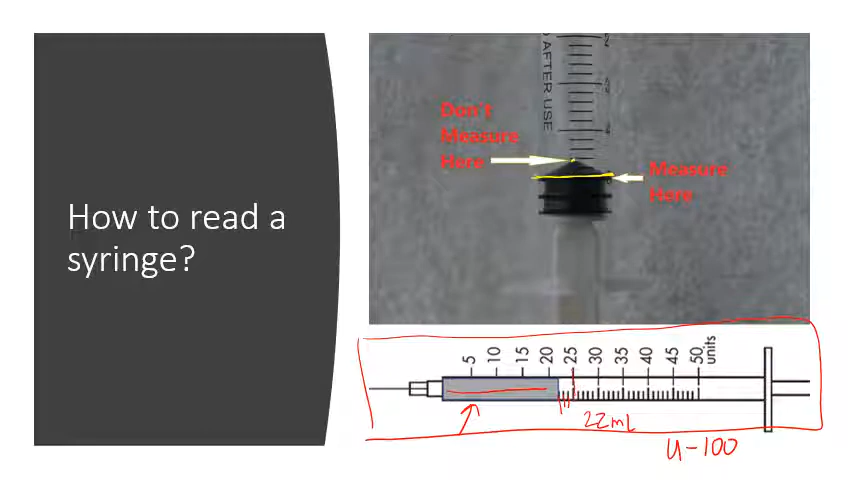 How to read a
syringe?
AFTER USE
Don't
Measure
Here
Measure
Here
5 10 15 20 25 30 35 40 45 50 units
22mL
U-100